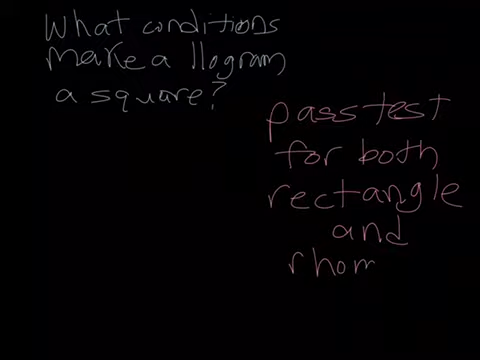 What conditions
make a llogram
a square?
pass test
for both
rectangle
and
rhom